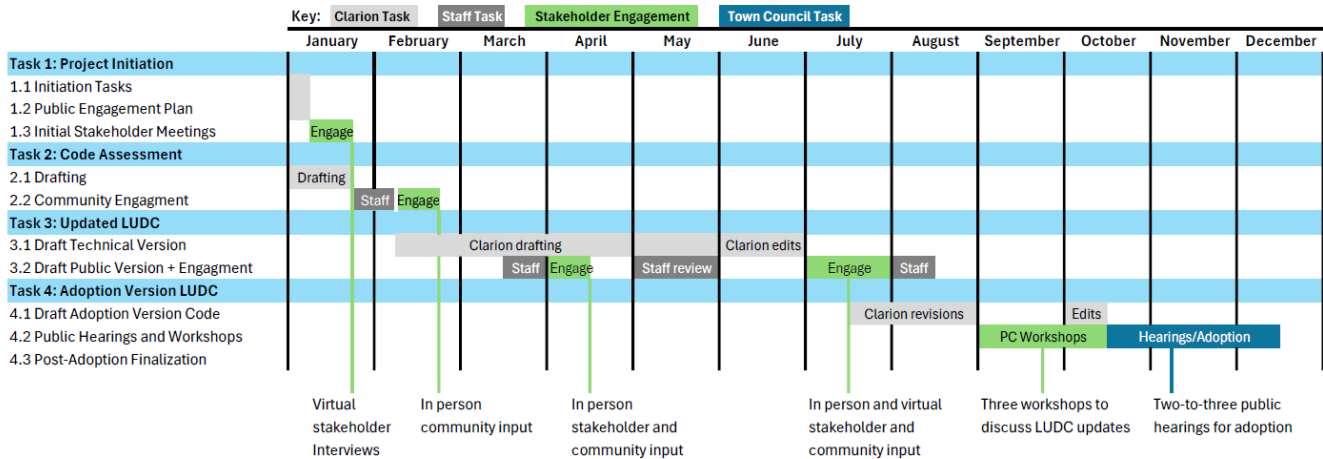 Key: Clarion Task Staff Task Stakeholder Engagement Town Council Task
January February March April May June July August September October November December
Task 1: Project Initiation
1.1 Initiation Tasks
1.2 Public Engagement Plan
1.3 Initial Stakeholder Meetings Engage
Task 2: Code Assessment
2.1 Drafting Drafting
2.2 Community Engagment Staff Engage
Task 3: Updated LUDC
3.1 Draft Technical Version Clarion drafting Clarion edits
3.2 Draft Public Version + Engagment Staff Engage Staff review Engage Staff
Task 4: Adoption Version LUDC
4.1 Draft Adoption Version Code Clarion revisions Edits
4.2 Public Hearings and Workshops PC Workshops Hearings/Adoption
4.3 Post-Adoption Finalization
Virtual
stakeholder
Interviews
In person
community input
In person
stakeholder and
community input
In person and virtual
stakeholder and
community input
Three workshops to
discuss LUDC updates
Two-to-three public
hearings for adoption